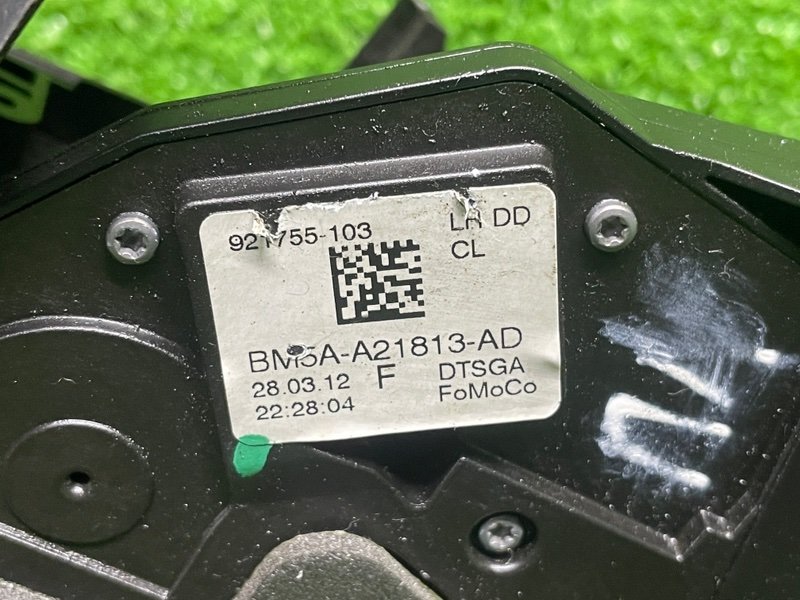 921755-103
LH DD
CL
BM5A-A21813-AD
28.03.12 F DTSGA
22:28:04 FoMoCo